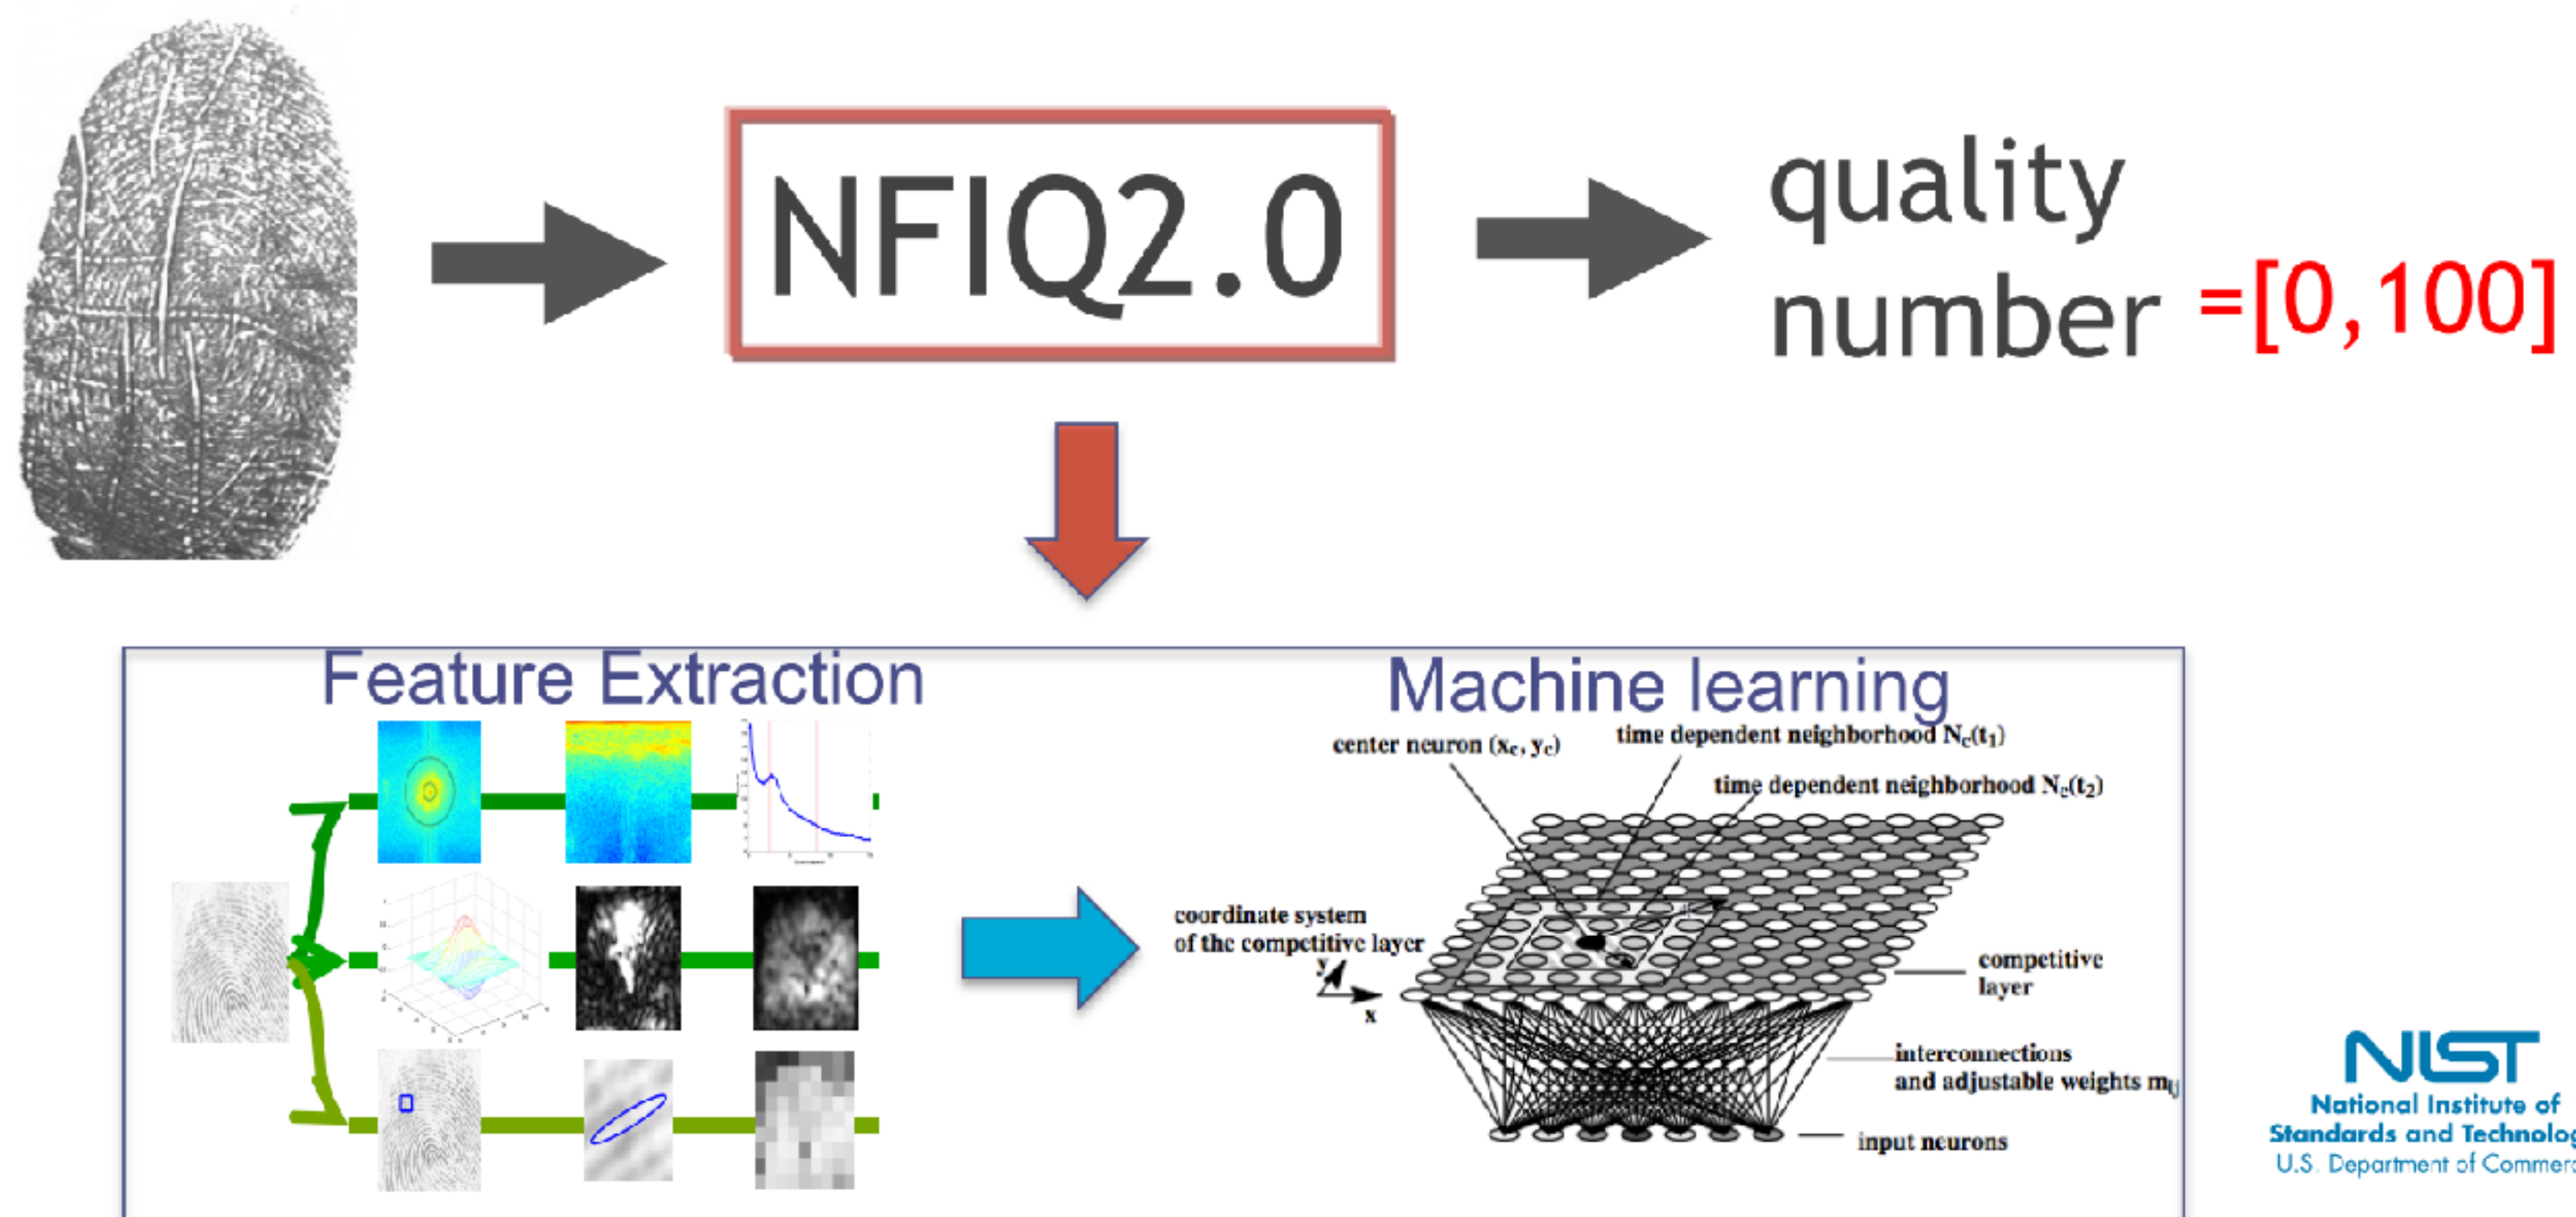 NFIQ2.0
quality
number =[0,100]
Feature Extraction
Machine learning
center neuron (xc, yc)
time dependent neighborhood Nc(t1)
time dependent neighborhood Nc(t2)
coordinate system
of the competitive layer
y
x
competitive
layer
interconnections
and adjustable weights mij
input neurons
NIST
National Institute of
Standards and Technolog
U.S. Department of Commer